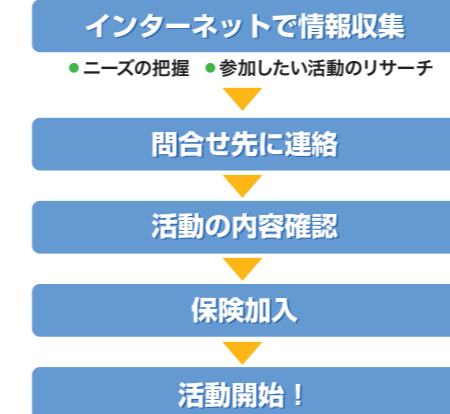 インターネットで情報収集
●ニーズの把握 ●参加したい活動のリサーチ
問合せ先に連絡
活動の内容確認
保険加入
活動開始！